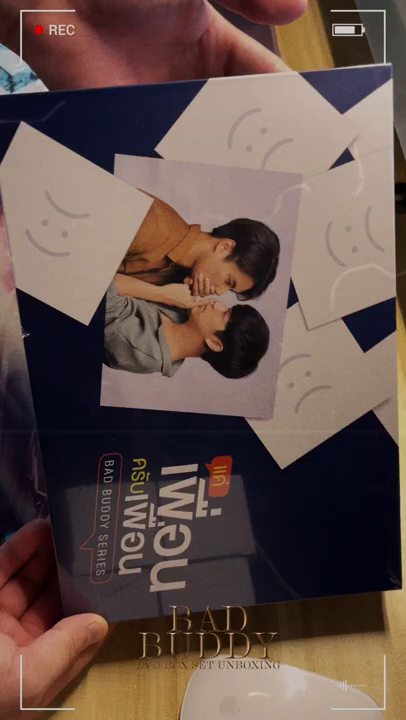 REC
แค่
เพื่อน
ครับ
เพื่อน
BAD BUDDY SERIES
BAD
BUDDY
DVD BOX SET UNBOXING